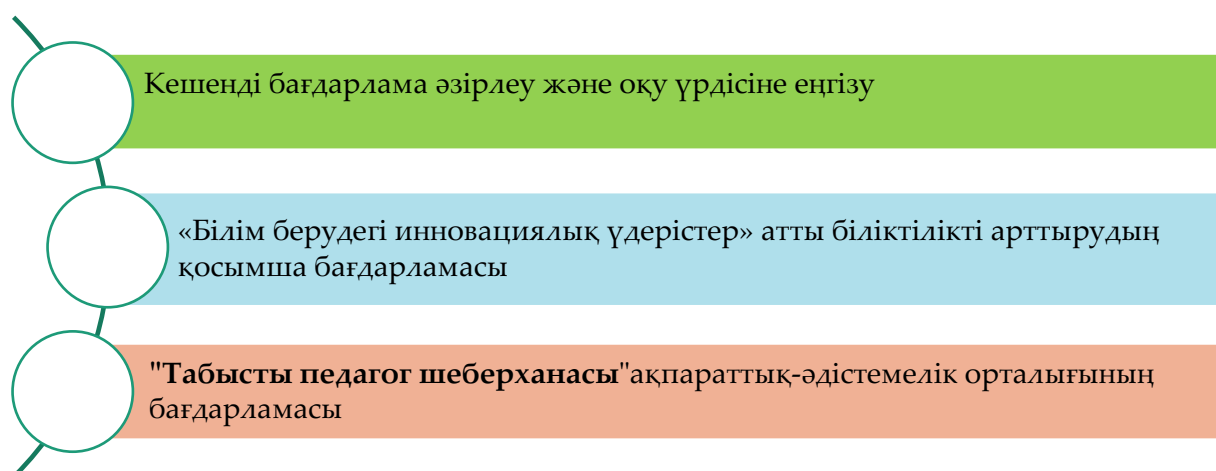 Кешенді бағдарлама әзірлеу және оқу үрдісіне еңгізу
«Білім берудегі инновациялық үдерістер» атты біліктілікті арттырудың
қосымша бағдарламасы
"Табысты педагог шеберханасы"ақпараттық-әдістемелік орталығының
бағдарламасы